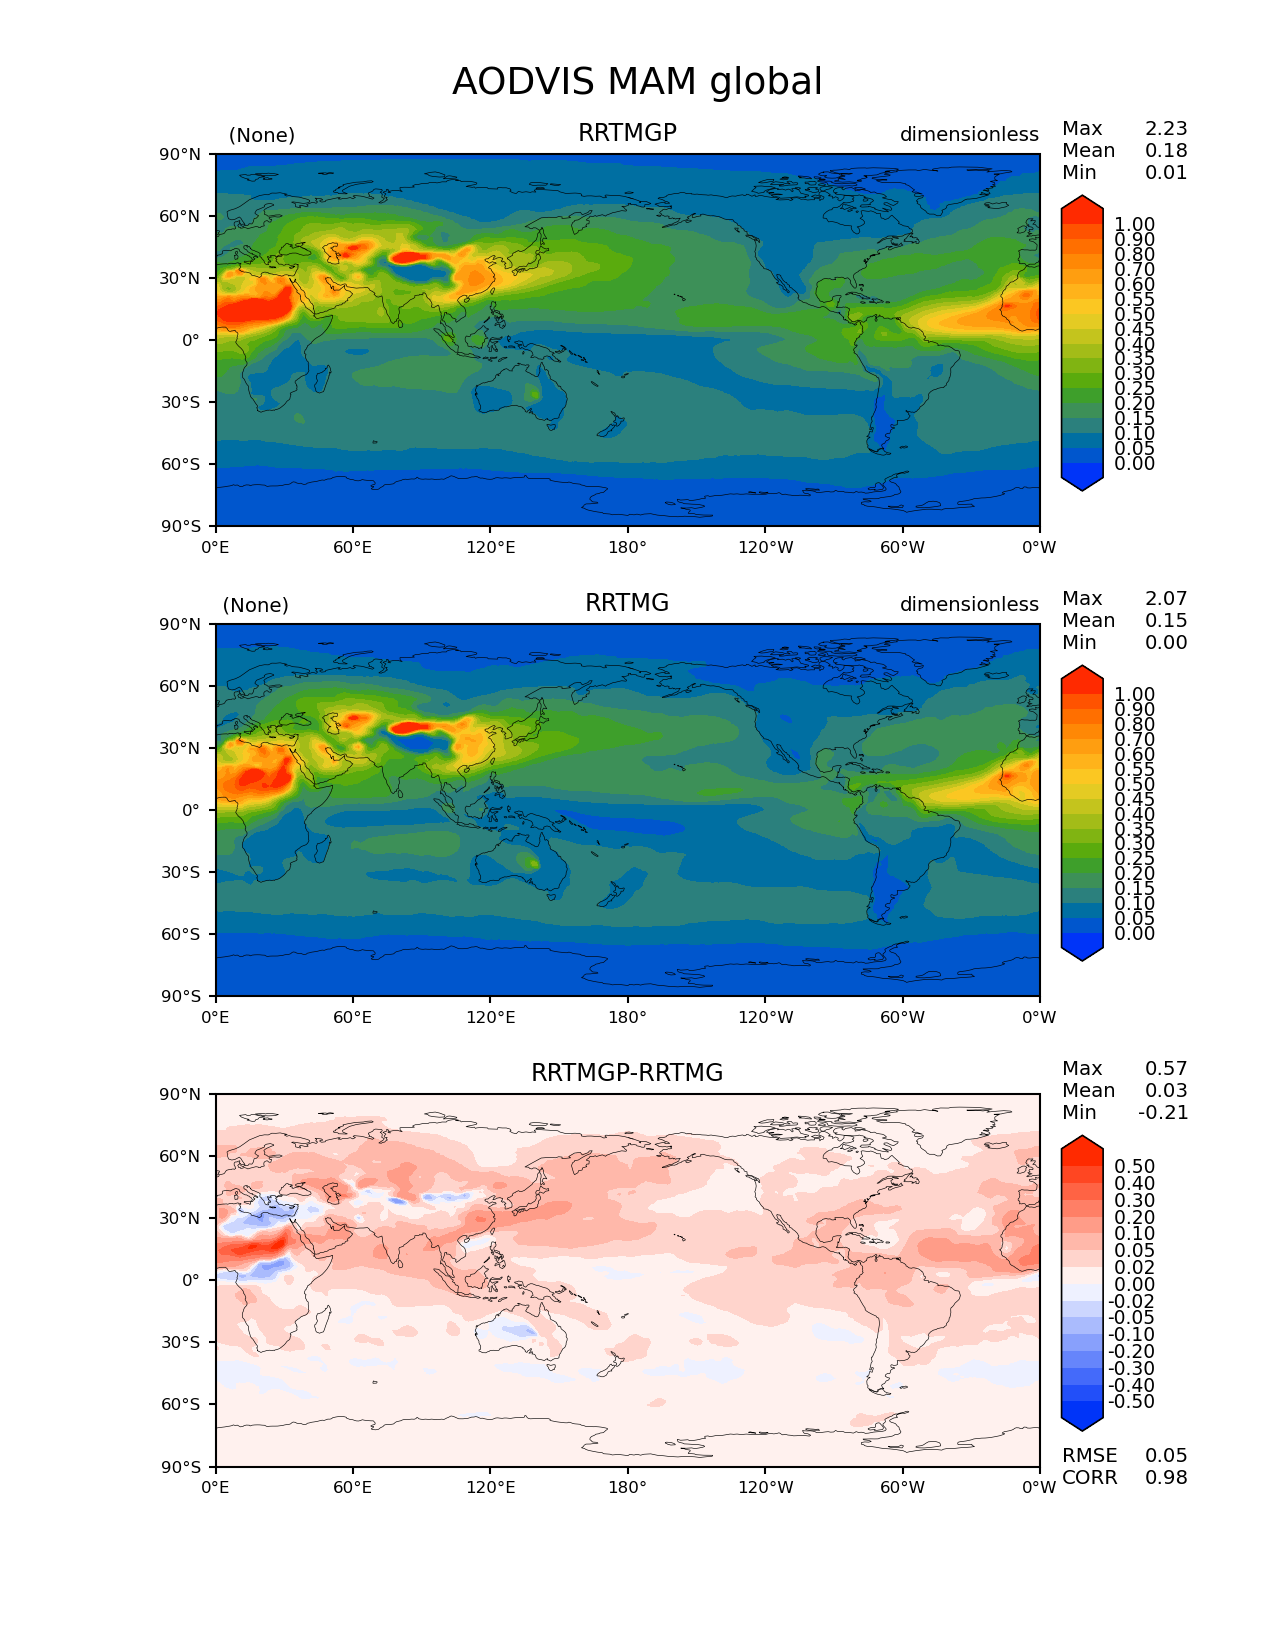 AODVIS MAM global
(None) RRTMGP dimensionless
Max 2.23
Mean 0.18
Min 0.01
90°N
60°N
30°N
0°
30°S
60°S
90°S
0°E 60°E 120°E 180° 120°W 60°W 0°W
1.00
0.90
0.80
0.70
0.60
0.55
0.50
0.45
0.40
0.35
0.30
0.25
0.20
0.15
0.10
0.05
0.00
(None) RRTMG dimensionless
Max 2.07
Mean 0.15
Min 0.00
90°N
60°N
30°N
0°
30°S
60°S
90°S
0°E 60°E 120°E 180° 120°W 60°W 0°W
1.00
0.90
0.80
0.70
0.60
0.55
0.50
0.45
0.40
0.35
0.30
0.25
0.20
0.15
0.10
0.05
0.00
RRTMGP-RRTMG
Max 0.57
Mean 0.03
Min -0.21
90°N
60°N
30°N
0°
30°S
60°S
90°S
0°E 60°E 120°E 180° 120°W 60°W 0°W
0.50
0.40
0.30
0.20
0.10
0.05
0.02
0.00
-0.02
-0.05
-0.10
-0.20
-0.30
-0.40
-0.50
RMSE 0.05
CORR 0.98